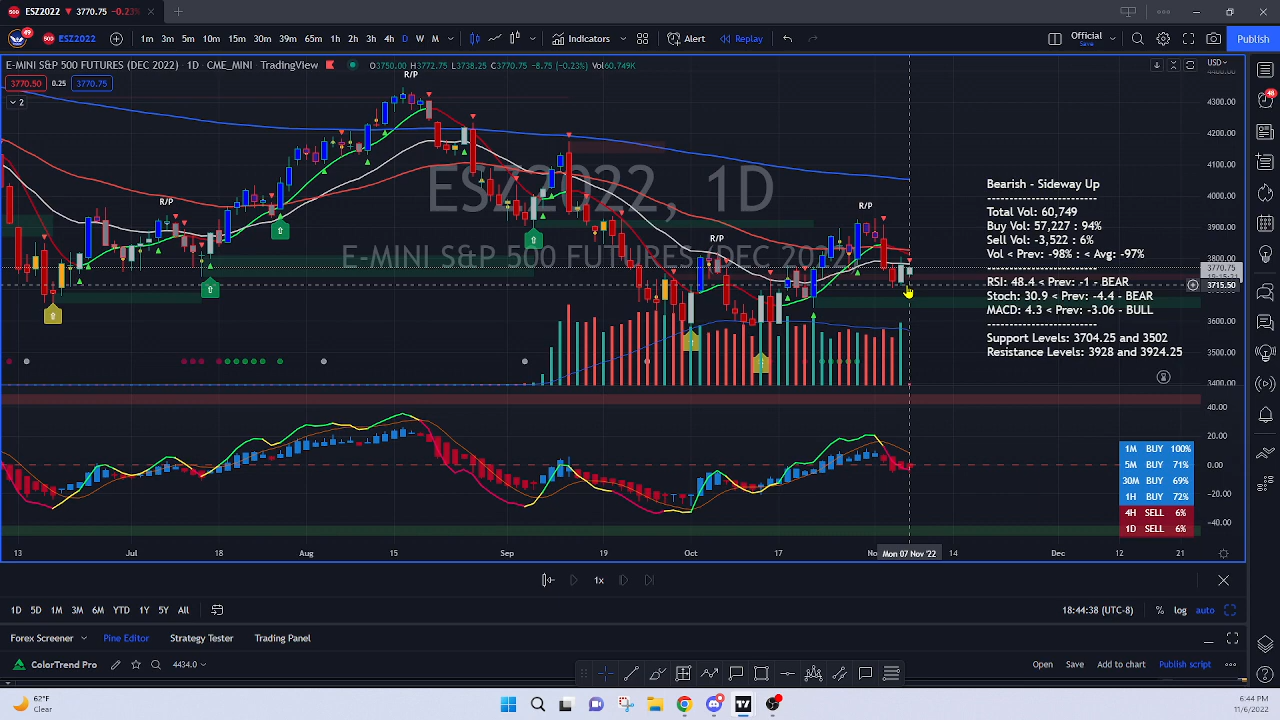 ESZ2022 ▼ 3770.75 −0.23%
49
ESZ2022
1m 3m 5m 10m 15m 30m 39m 65m 1h 2h 3h 4h D W M
Indicators
Alert
Replay
Official
Save
Publish
E-MINI S&P 500 FUTURES (DEC 2022) · 1D · CME_MINI TradingView
O3750.00 H3772.75 L3738.25 C3770.75 −8.75 (−0.23%) Vol60.749K
USD
3770.50 0.25 3770.75
2
ESZ2022, 1D
E-MINI S&P 500 FUTURES (DEC 2022)
R/P
R/P
R/P
R/P
4400.00
4300.00
4200.00
4100.00
4000.00
3900.00
3800.00
3770.75
3715.50
3600.00
3500.00
3400.00
40.00
20.00
0.00
−20.00
−40.00
Bearish - Sideway Up
-----------------------
Total Vol: 60,749
Buy Vol: 57,227 : 94%
Sell Vol: -3,522 : 6%
Vol < Prev: -98% : < Avg: -97%
-----------------------
RSI: 48.4 < Prev: -1 - BEAR
Stoch: 30.9 < Prev: -4.4 - BEAR
MACD: 4.3 < Prev: -3.06 - BULL
-----------------------
Support Levels: 3704.25 and 3502
Resistance Levels: 3928 and 3924.25
1M BUY 100%
5M BUY 71%
30M BUY 69%
1H BUY 72%
4H SELL 6%
1D SELL 6%
13 Jul 18 Aug 15 Sep 19 Oct 17 No Mon 07 Nov '22 14 Dec 12 21
1x
1D 5D 1M 3M 6M YTD 1Y 5Y All
18:44:38 (UTC-8) % log auto
Forex Screener Pine Editor Strategy Tester Trading Panel
ColorTrend Pro 4434.0
Open Save Add to chart Publish script
62°F
Clear
6:44 PM
11/6/2022
48